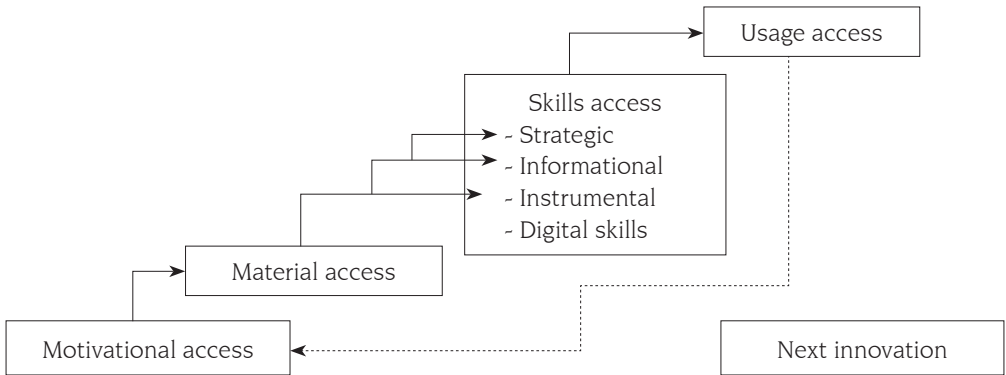 Usage access
Skills access
~ Strategic
~ Informational
~ Instrumental
~ Digital skills
Material access
Motivational access
Next innovation